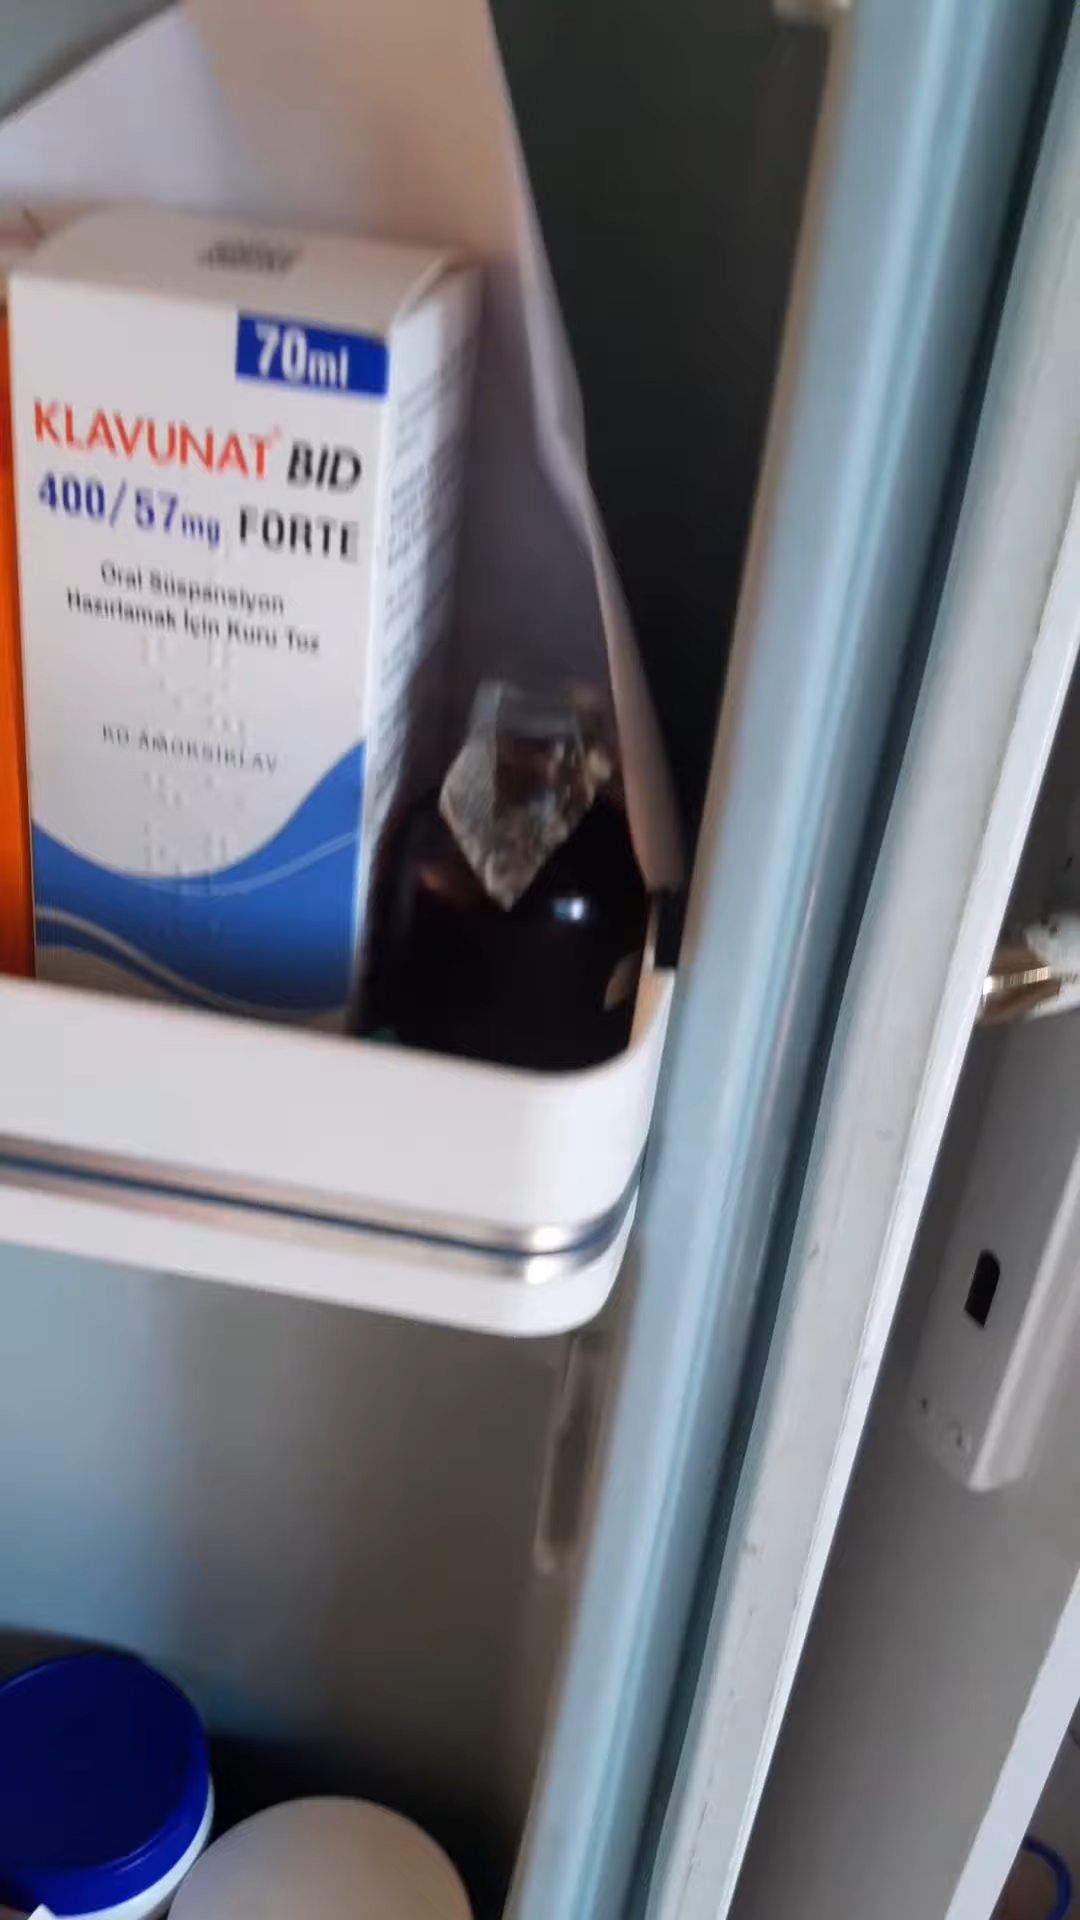 70ml
KLAVUNAT BID
400/57mg FORTE
Oral Süspansiyon
Hazırlamak İçin Kuru Toz
KO-AMOKSİKLAV